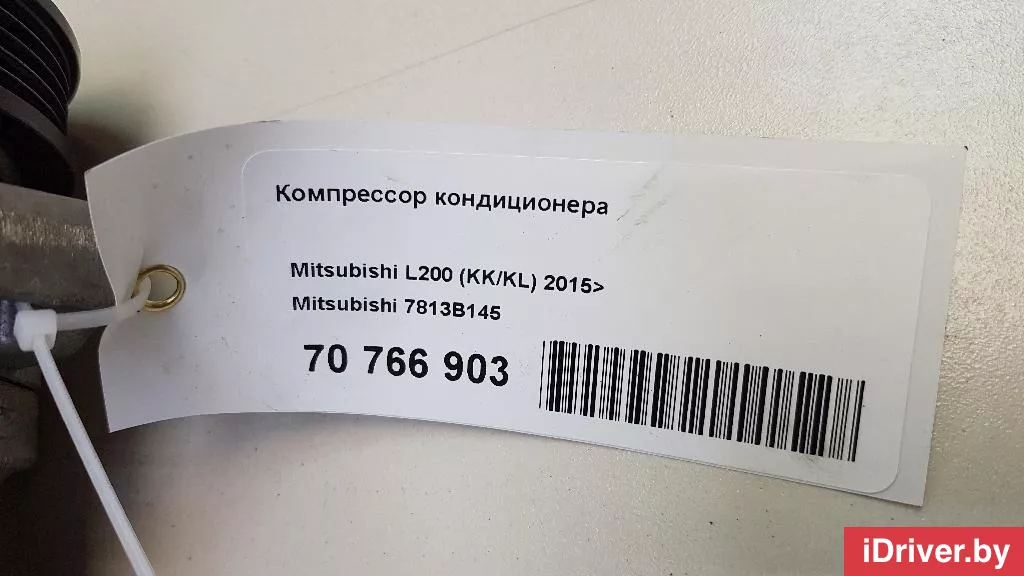 Компрессор кондиционера
Mitsubishi L200 (KK/KL) 2015>
Mitsubishi 7813B145
70 766 903
iDriver.by